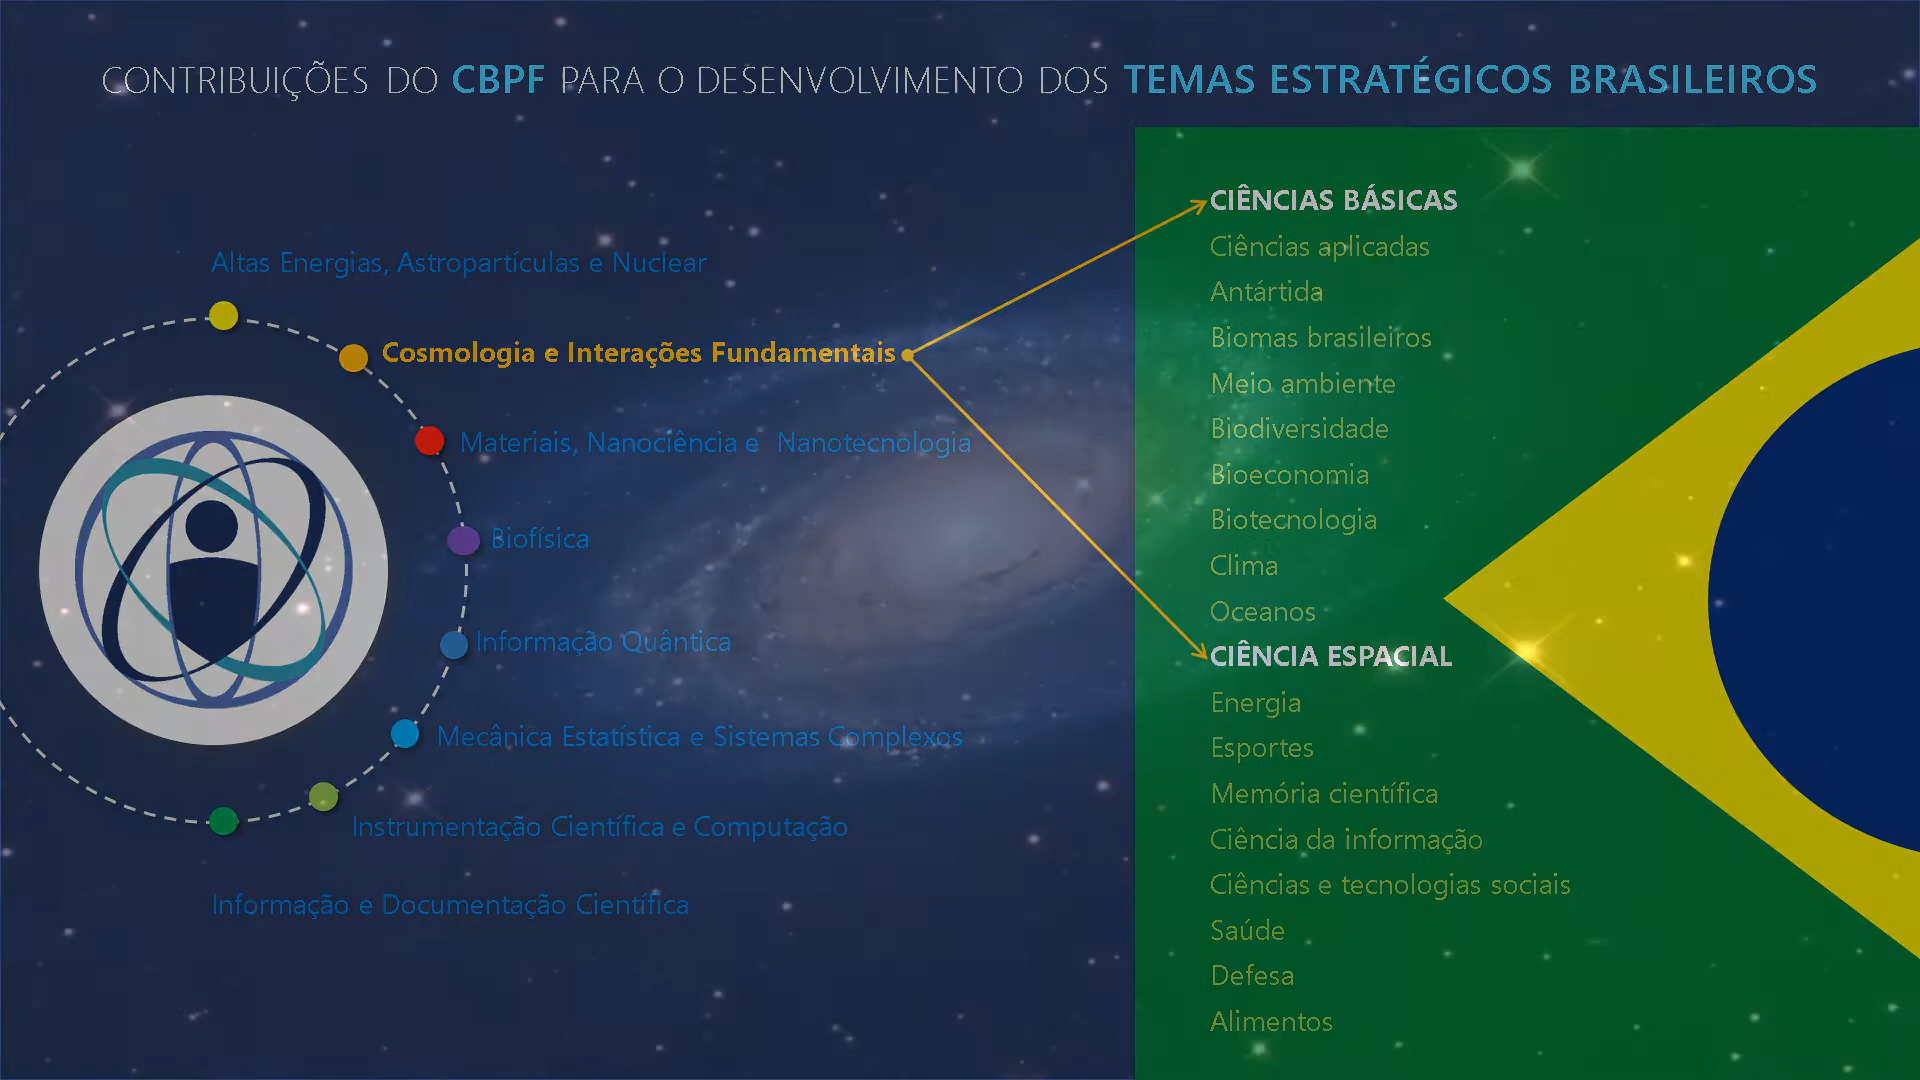 CONTRIBUIÇÕES DO CBPF PARA O DESENVOLVIMENTO DOS TEMAS ESTRATÉGICOS BRASILEIROS
Altas Energias, Astropartículas e Nuclear
Cosmologia e Interações Fundamentais
Materiais, Nanociência e Nanotecnologia
Biofísica
Informação Quântica
Mecânica Estatística e Sistemas Complexos
Instrumentação Científica e Computação
Informação e Documentação Científica
CIÊNCIAS BÁSICAS
Ciências aplicadas
Antártida
Biomas brasileiros
Meio ambiente
Biodiversidade
Bioeconomia
Biotecnologia
Clima
Oceanos
CIÊNCIA ESPACIAL
Energia
Esportes
Memória científica
Ciência da informação
Ciências e tecnologias sociais
Saúde
Defesa
Alimentos